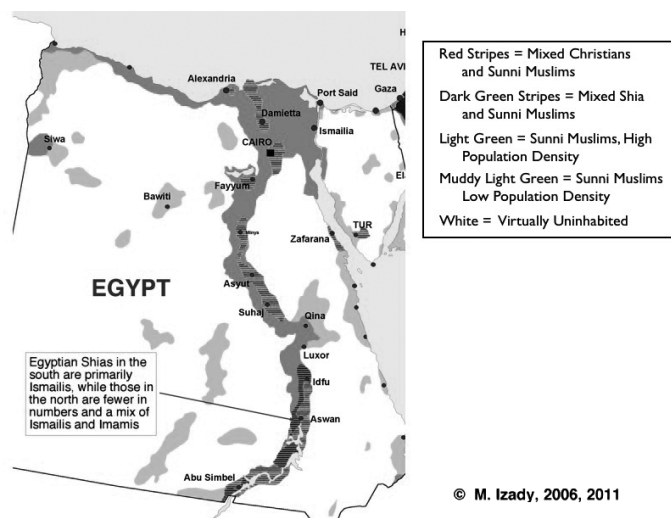 H
TEL AVI
Alexandria
Port Said
Gaza
Damietta
Ismailia
CAIRO
Siwa
El
Fayyum
Bawiti
TUR
Minya
Zafarana
EGYPT
Asyut
Suhaj
Qina
Luxor
Idfu
Aswan
Abu Simbel
Egyptian Shias in the
south are primarily
Ismailis, while those in
the north are fewer in
numbers and a mix of
Ismailis and Imamis
Red Stripes = Mixed Christians
and Sunni Muslims
Dark Green Stripes = Mixed Shia
and Sunni Muslims
Light Green = Sunni Muslims, High
Population Density
Muddy Light Green = Sunni Muslims
Low Population Density
White = Virtually Uninhabited
© M. Izady, 2006, 2011